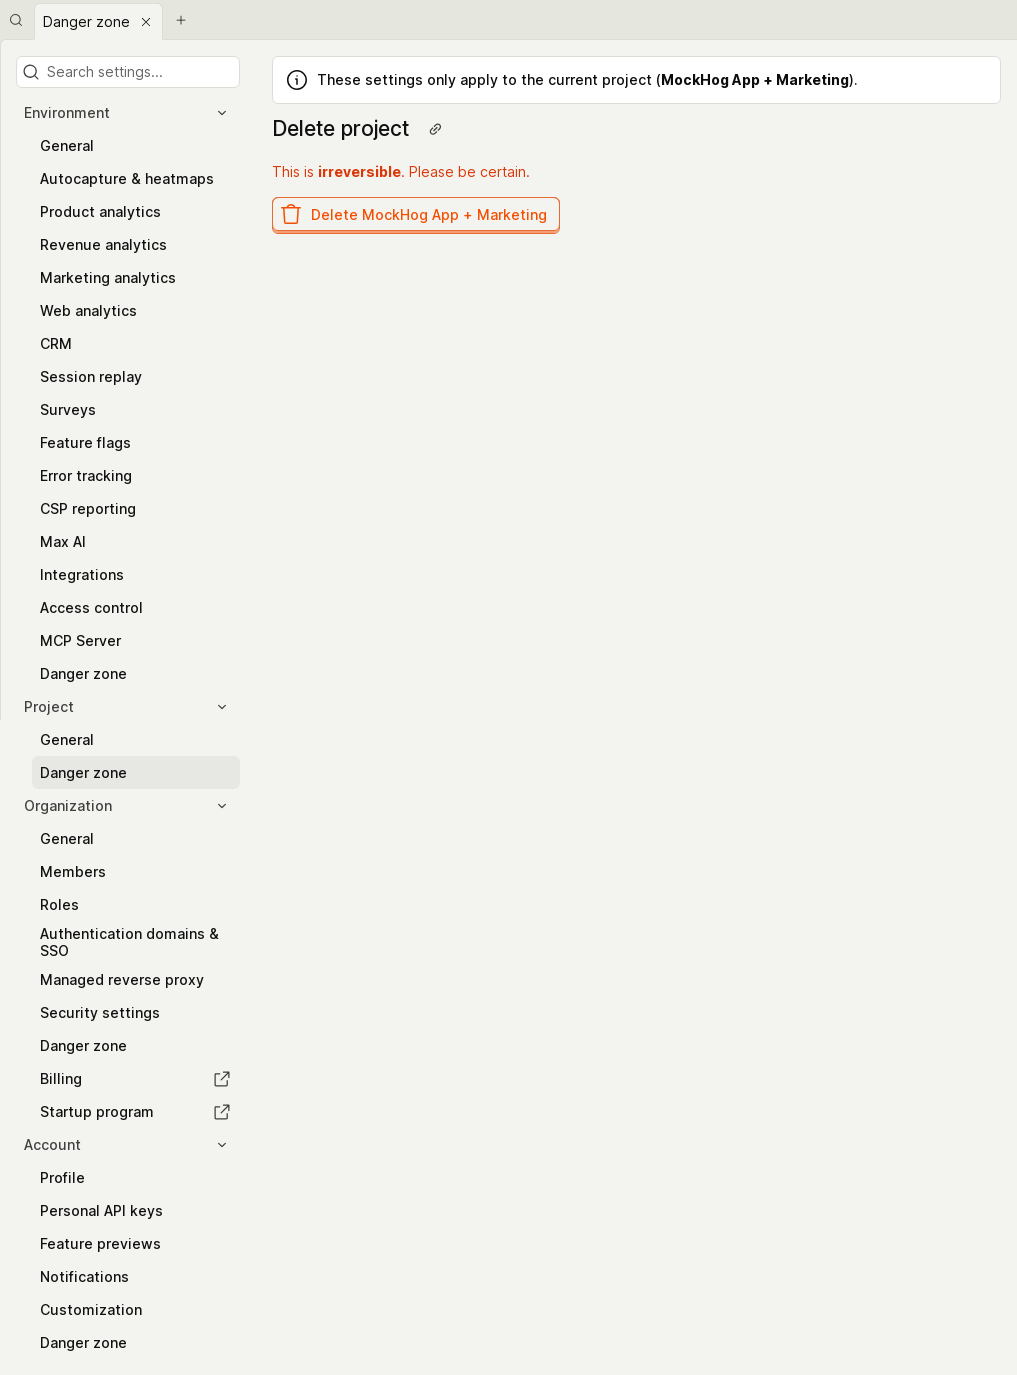 Danger zone
Search settings...
Environment
General
Autocapture & heatmaps
Product analytics
Revenue analytics
Marketing analytics
Web analytics
CRM
Session replay
Surveys
Feature flags
Error tracking
CSP reporting
Max AI
Integrations
Access control
MCP Server
Danger zone
Project
General
Danger zone
Organization
General
Members
Roles
Authentication domains &
SSO
Managed reverse proxy
Security settings
Danger zone
Billing
Startup program
Account
Profile
Personal API keys
Feature previews
Notifications
Customization
Danger zone
These settings only apply to the current project (MockHog App + Marketing).
Delete project
This is irreversible. Please be certain.
Delete MockHog App + Marketing